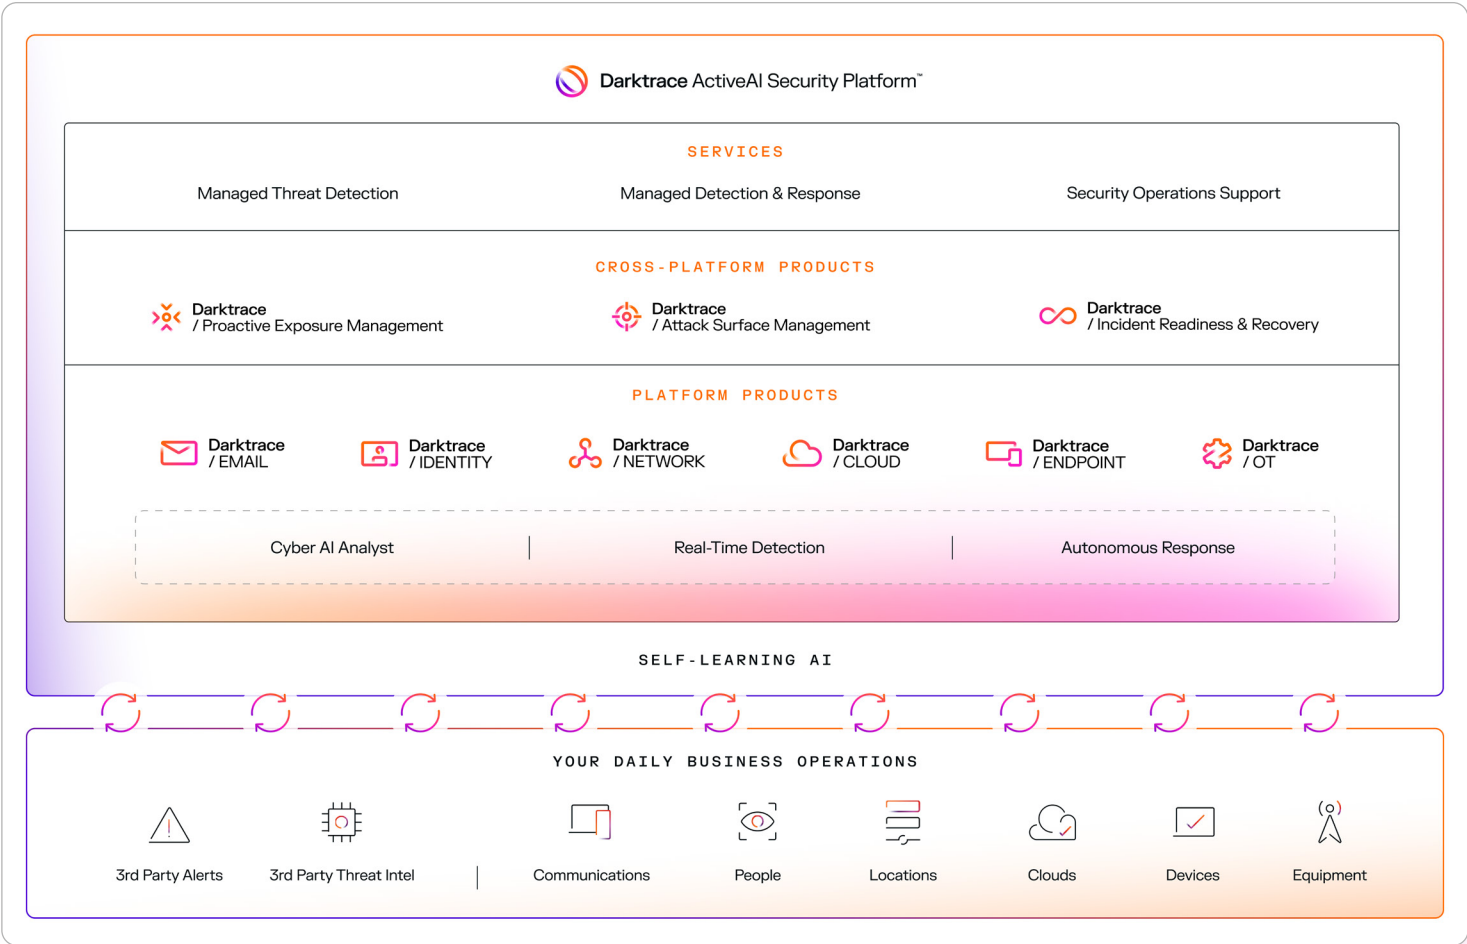 Darktrace ActiveAI Security Platform™
SERVICES
Managed Threat Detection
Managed Detection & Response
Security Operations Support
CROSS-PLATFORM PRODUCTS
Darktrace
/ Proactive Exposure Management
Darktrace
/ Attack Surface Management
Darktrace
/ Incident Readiness & Recovery
PLATFORM PRODUCTS
Darktrace
/ EMAIL
Darktrace
/ IDENTITY
Darktrace
/ NETWORK
Darktrace
/ CLOUD
Darktrace
/ ENDPOINT
Darktrace
/ OT
Cyber AI Analyst
Real-Time Detection
Autonomous Response
SELF-LEARNING AI
YOUR DAILY BUSINESS OPERATIONS
3rd Party Alerts
3rd Party Threat Intel
Communications
People
Locations
Clouds
Devices
Equipment